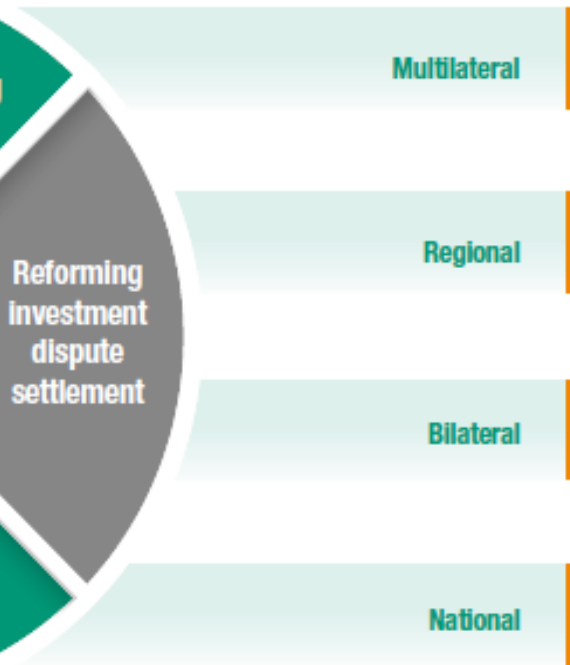 Multilateral
Regional
Reforming
investment
dispute
settlement
Bilateral
National